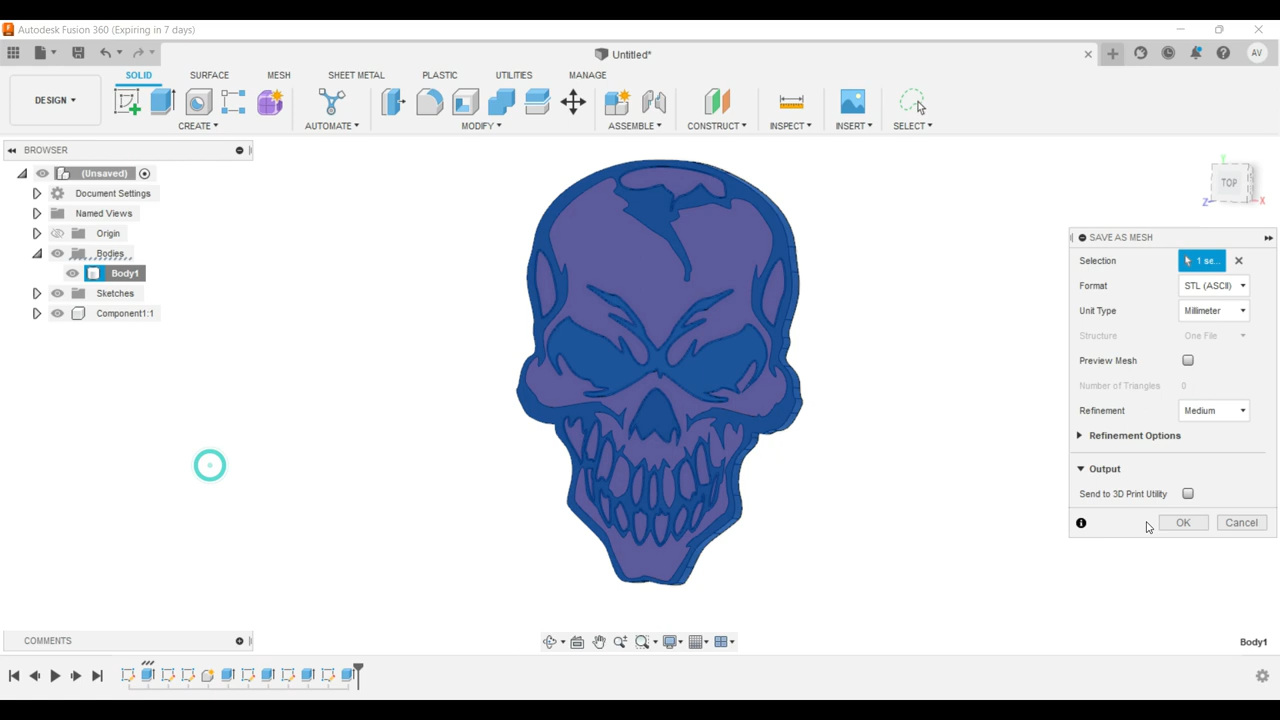 Autodesk Fusion 360 (Expiring in 7 days)
Untitled*
AV
DESIGN
SOLID SURFACE MESH SHEET METAL PLASTIC UTILITIES MANAGE
CREATE AUTOMATE MODIFY ASSEMBLE CONSTRUCT INSPECT INSERT SELECT
BROWSER
(Unsaved)
Document Settings
Named Views
Origin
Bodies
Body1
Sketches
Component1:1
TOP
Z X
SAVE AS MESH
Selection 1 se...
Format STL (ASCII)
Unit Type Millimeter
Structure One File
Preview Mesh
Number of Triangles 0
Refinement Medium
Refinement Options
Output
Send to 3D Print Utility
OK Cancel
COMMENTS
Body1